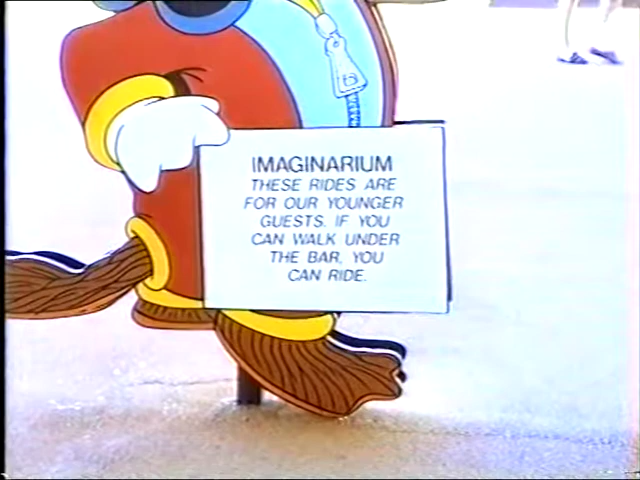 IMAGINARIUM
THESE RIDES ARE
FOR OUR YOUNGER
GUESTS. IF YOU
CAN WALK UNDER
THE BAR, YOU
CAN RIDE.